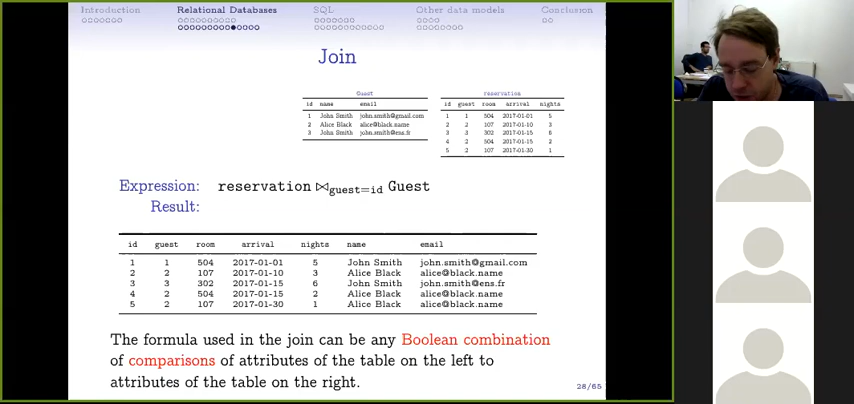 Introduction Relational Databases SQL Other data models Conclusion
Join
Guest
id name email
1 John Smith john.smith@gmail.com
2 Alice Black alice@black.name
3 John Smith john.smith@ens.fr
reservation
id guest room arrival nights
1 1 504 2017-01-01 5
2 2 107 2017-01-10 3
3 3 302 2017-01-15 6
4 2 504 2017-01-15 2
5 2 107 2017-01-30 1
Expression: reservation ⋈guest=id Guest
Result:
id guest room arrival nights name email
1 1 504 2017-01-01 5 John Smith john.smith@gmail.com
2 2 107 2017-01-10 3 Alice Black alice@black.name
3 3 302 2017-01-15 6 John Smith john.smith@ens.fr
4 2 504 2017-01-15 2 Alice Black alice@black.name
5 2 107 2017-01-30 1 Alice Black alice@black.name
The formula used in the join can be any Boolean combination
of comparisons of attributes of the table on the left to
attributes of the table on the right.
28/65